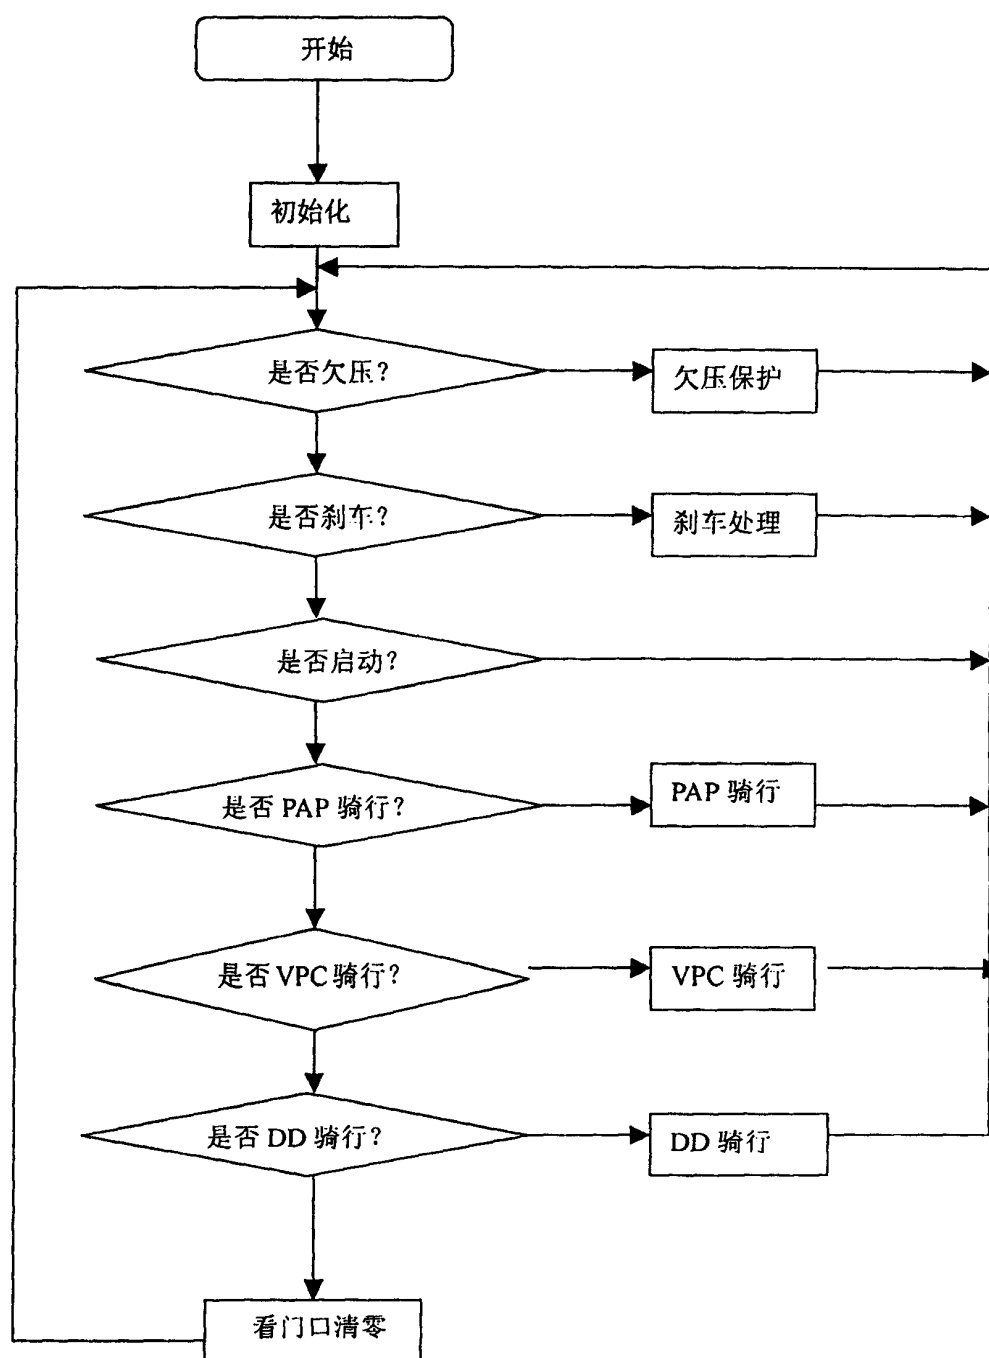 开始
初始化
是否欠压?
欠压保护
是否刹车?
刹车处理
是否启动?
是否 PAP 骑行?
PAP 骑行
是否 VPC 骑行?
VPC 骑行
是否 DD 骑行?
DD 骑行
看门口清零